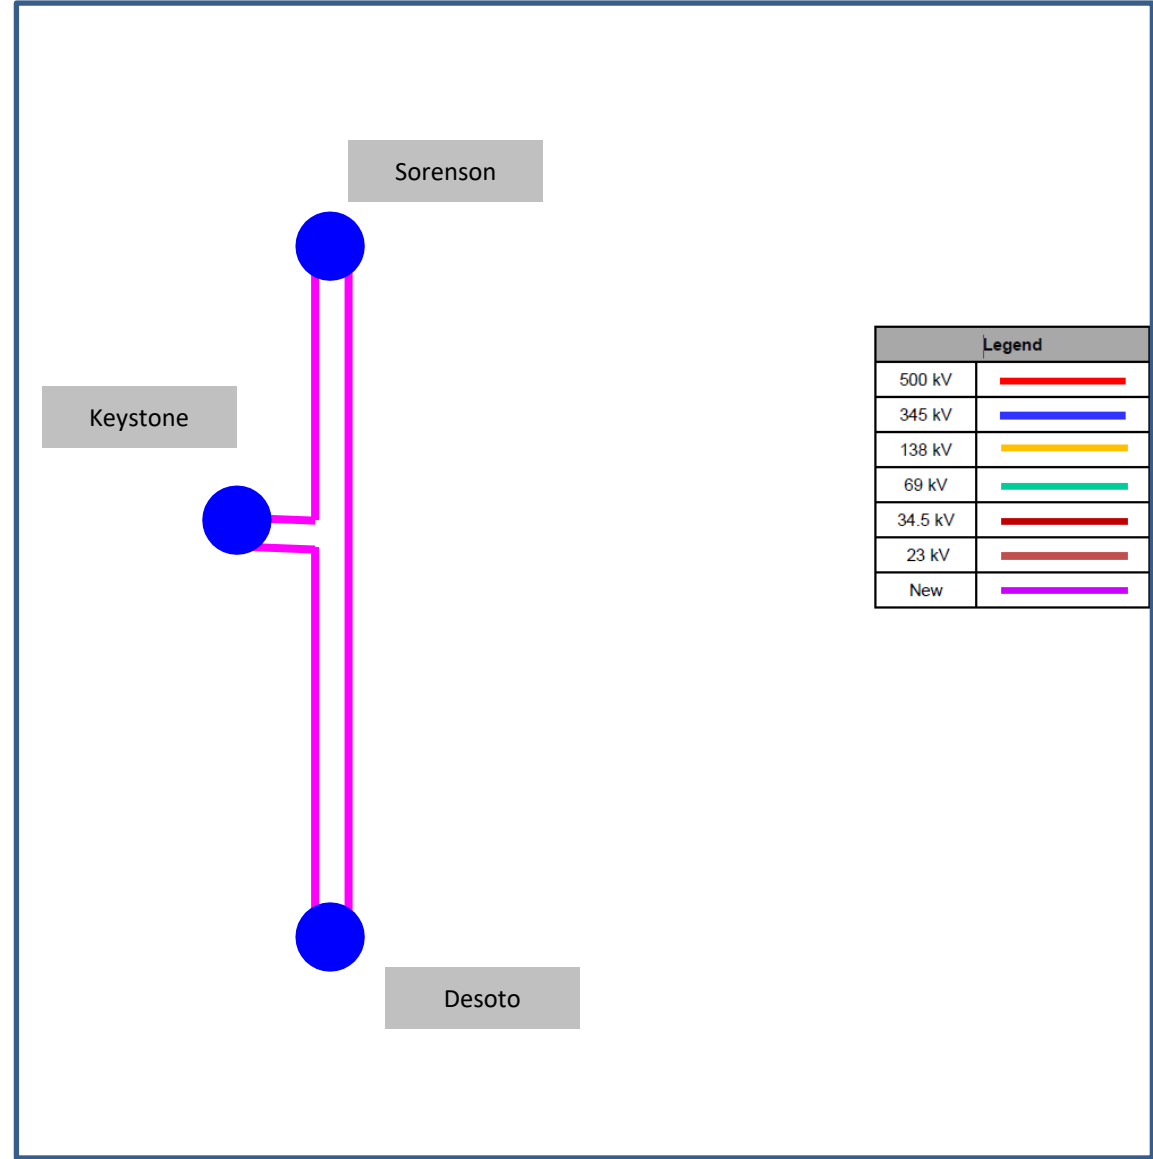 Sorenson
Keystone
Legend
500 kV
345 kV
138 kV
69 kV
34.5 kV
23 kV
New
Desoto